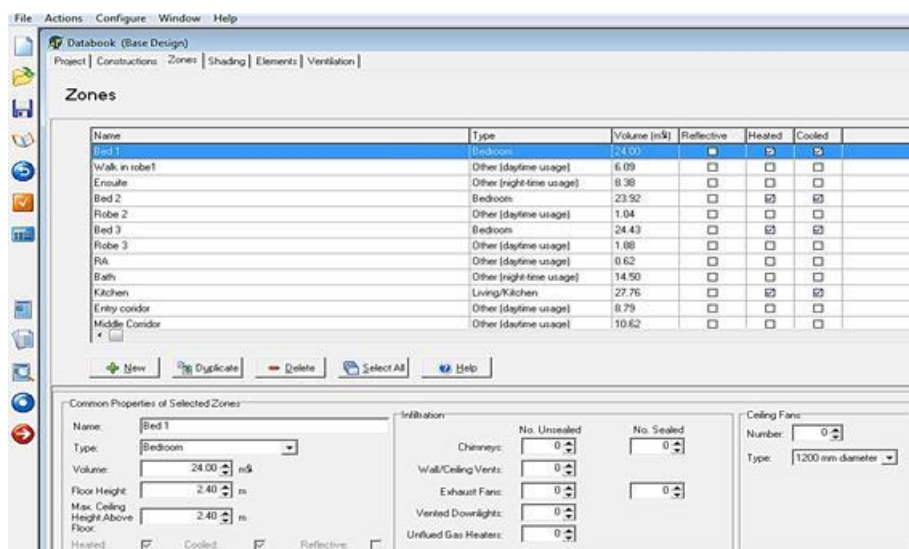 File Actions Configure Window Help
Databook (Base Design)
Project Constructions Zones Shading Elements Ventilation
Zones
Name Type Volume (mš) Reflective Heated Cooled
Bed 1 Bedroom 24.00
Walk in robe1 Other (daytime usage) 6.09
Ensuite Other (night-time usage) 8.38
Bed 2 Bedroom 23.92
Robe 2 Other (daytime usage) 1.04
Bed 3 Bedroom 24.43
Robe 3 Other (daytime usage) 1.88
RA Other (daytime usage) 0.62
Bath Other (night-time usage) 14.50
Kitchen Living/Kitchen 27.76
Entry corridor Other (daytime usage) 8.79
Middle Corridor Other (daytime usage) 10.62
New Duplicate Delete Select All Help
Common Properties of Selected Zones
Name: Bed 1
Type: Bedroom
Volume: 24.00 mš
Floor Height: 2.40 m
Max. Ceiling
Height Above 2.40 m
Floor:
Heated: Cooled: Reflective:
Infiltration
No. Unsealed No. Sealed
Chimneys: 0 0
Wall/Ceiling Vents: 0
Exhaust Fans: 0 0
Vented Downlights: 0
Unflued Gas Heaters: 0
Ceiling Fans
Number: 0
Type: 1200 mm diameter